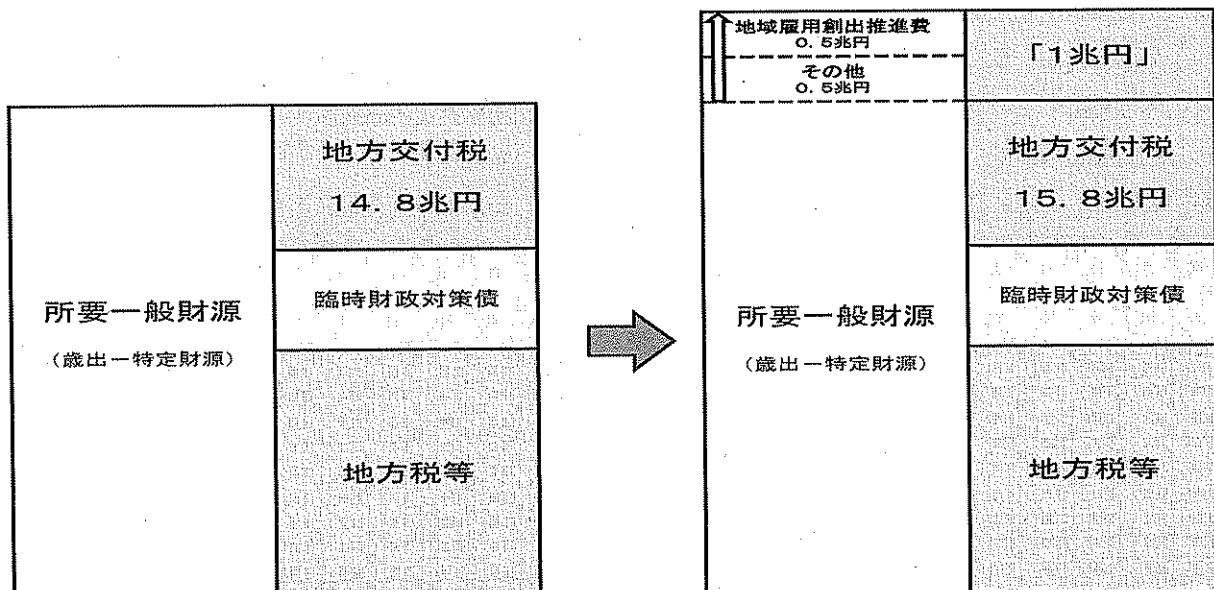 地方交付税
14. 8兆円
臨時財政対策債
所要一般財源
(歳出－特定財源)
地方税等
地域雇用創出推進費
0. 5兆円
その他
0. 5兆円
「1兆円」
地方交付税
15. 8兆円
臨時財政対策債
所要一般財源
(歳出－特定財源)
地方税等